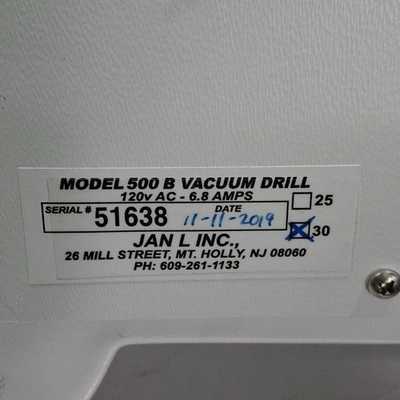 MODEL 500 B VACUUM DRILL
120v AC - 6.8 AMPS
25
SERIAL # 51638 DATE 11-11-2019
30
JAN L INC.,
26 MILL STREET, MT. HOLLY, NJ 08060
PH: 609-261-1133